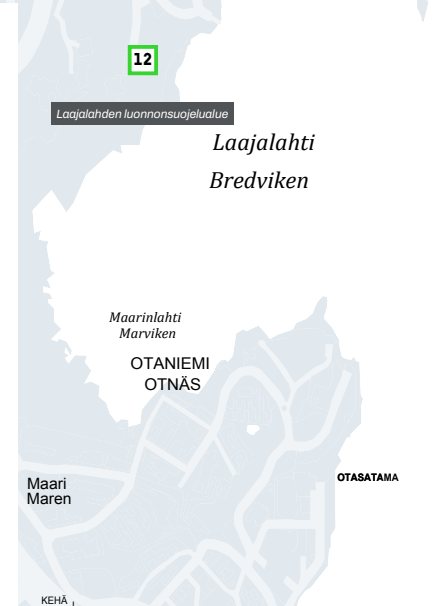 12
Laajalahden luonnonsuojelualue
Laajalahti
Bredviken
Maarinlahti
Marviken
OTANIEMI
OTNÄS
OTASATAMA
Maari
Maren
KEHÄ I